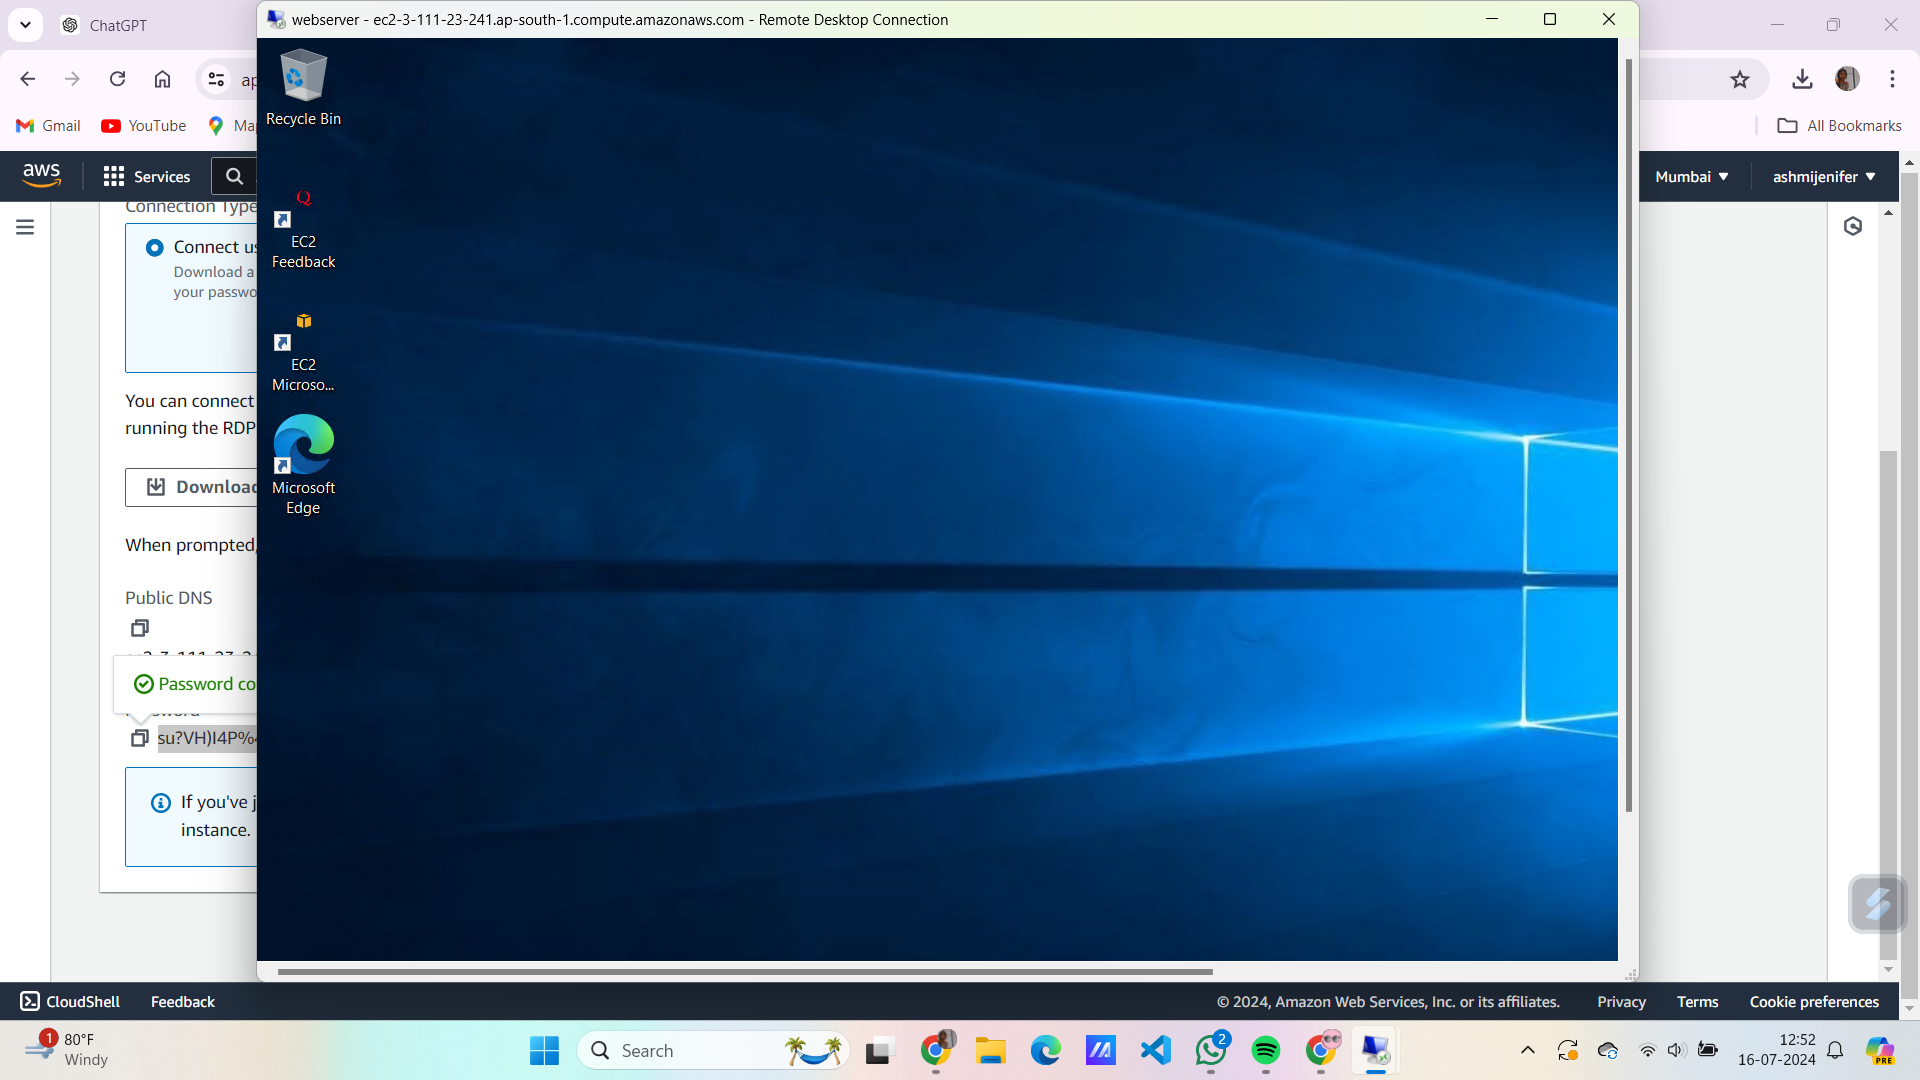 ChatGPT
webserver - ec2-3-111-23-241.ap-south-1.compute.amazonaws.com - Remote Desktop Connection
Gmail
YouTube
All Bookmarks
aws
Services
Mumbai
ashmijenifer
Connection Type
Connect
Download a
your
You can connect
running the RDP
Download
When prompted,
Public DNS
Password
su?VH)I4P%
If you've
instance.
Recycle Bin
EC2
Feedback
EC2
Microso...
Microsoft
Edge
CloudShell
Feedback
© 2024, Amazon Web Services, Inc. or its affiliates.
Privacy
Terms
Cookie preferences
1
80°F
Windy
Search
2
12:52
16-07-2024
PRE